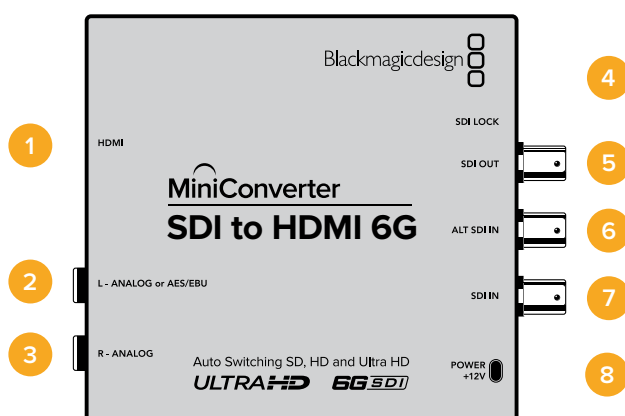 Blackmagicdesign
4
SDI LOCK
1
HDMI
SDI OUT
5
MiniConverter
SDI to HDMI 6G
ALT SDI IN
6
2
L - ANALOG or AES/EBU
SDI IN
7
3
R - ANALOG
Auto Switching SD, HD and Ultra HD
POWER
+12V
8
ULTRA HD 6G SDI